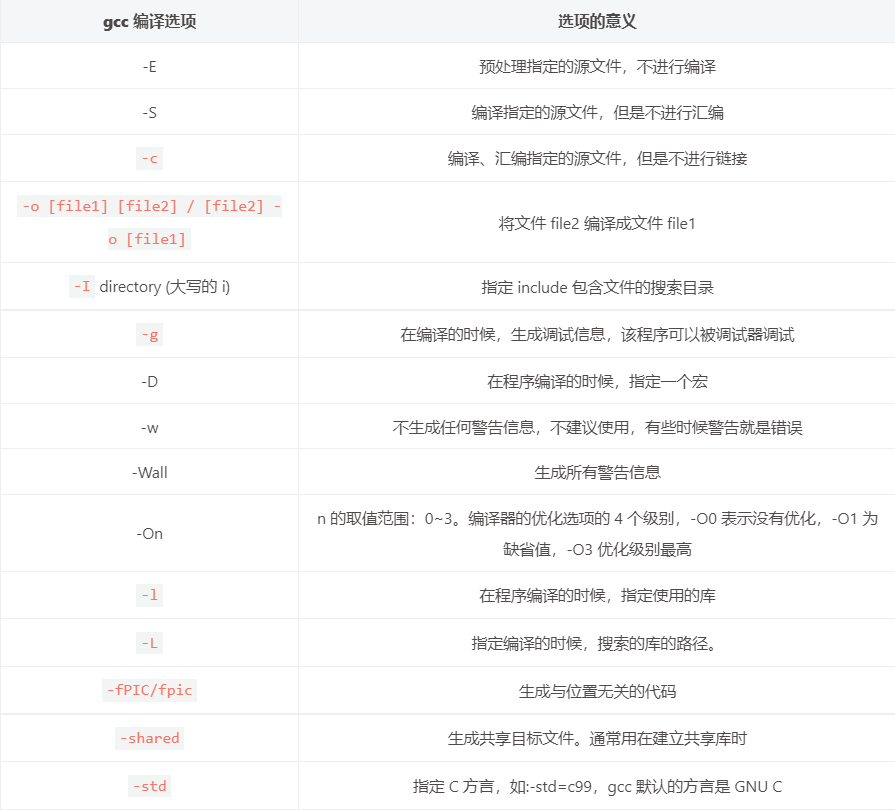 gcc 编译选项 选项的意义
-E 预处理指定的源文件，不进行编译
-S 编译指定的源文件，但是不进行汇编
-c 编译、汇编指定的源文件，但是不进行链接
-o [file1] [file2] / [file2] -
o [file1]
将文件 file2 编译成文件 file1
-I directory (大写的 i) 指定 include 包含文件的搜索目录
-g 在编译的时候，生成调试信息，该程序可以被调试器调试
-D 在程序编译的时候，指定一个宏
-w 不生成任何警告信息，不建议使用，有些时候警告就是错误
-Wall 生成所有警告信息
-On
n 的取值范围：0~3。编译器的优化选项的 4 个级别，-O0 表示没有优化，-O1 为
缺省值，-O3 优化级别最高
-l 在程序编译的时候，指定使用的库
-L 指定编译的时候，搜索的库的路径。
-fPIC/fpic 生成与位置无关的代码
-shared 生成共享目标文件。通常用在建立共享库时
-std 指定 C 方言，如:-std=c99，gcc 默认的方言是 GNU C